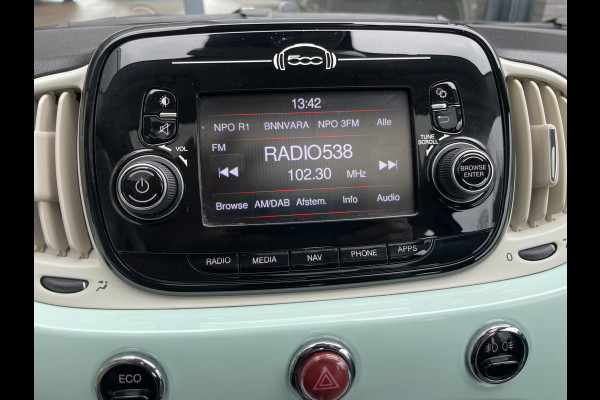 500
13:42
NPO R1 BNNVARA NPO 3FM Alle
FM
RADIO538
102.30 MHz
Browse AM/DAB Afstem. Info Audio
VOL
TUNE
SCROLL
BROWSE
ENTER
RADIO MEDIA NAV PHONE APPS
0
ECO